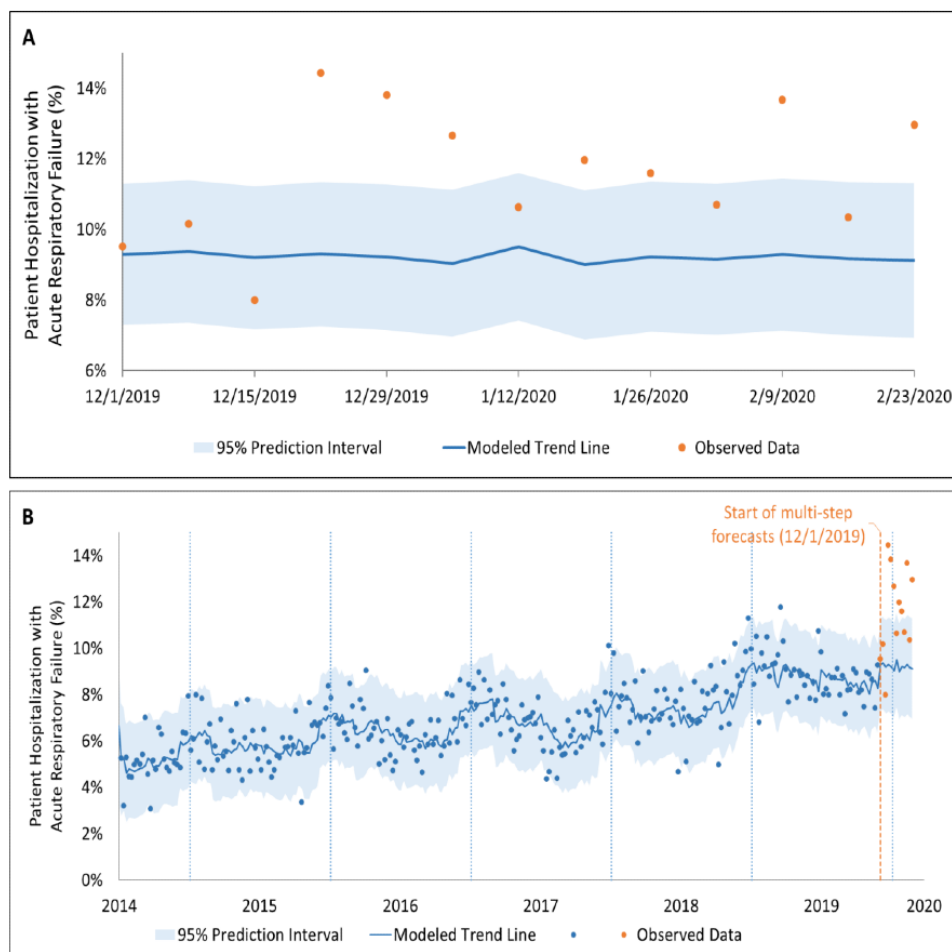 A
Patient Hospitalization with
Acute Respiratory Failure (%)
14%
12%
10%
8%
6%
12/1/2019 12/15/2019 12/29/2019 1/12/2020 1/26/2020 2/9/2020 2/23/2020
95% Prediction Interval Modeled Trend Line Observed Data
B
Start of multi-step
forecasts (12/1/2019)
Patient Hospitalization with
Acute Respiratory Failure (%)
14%
12%
10%
8%
6%
4%
2%
0%
2014 2015 2016 2017 2018 2019 2020
95% Prediction Interval Modeled Trend Line Observed Data